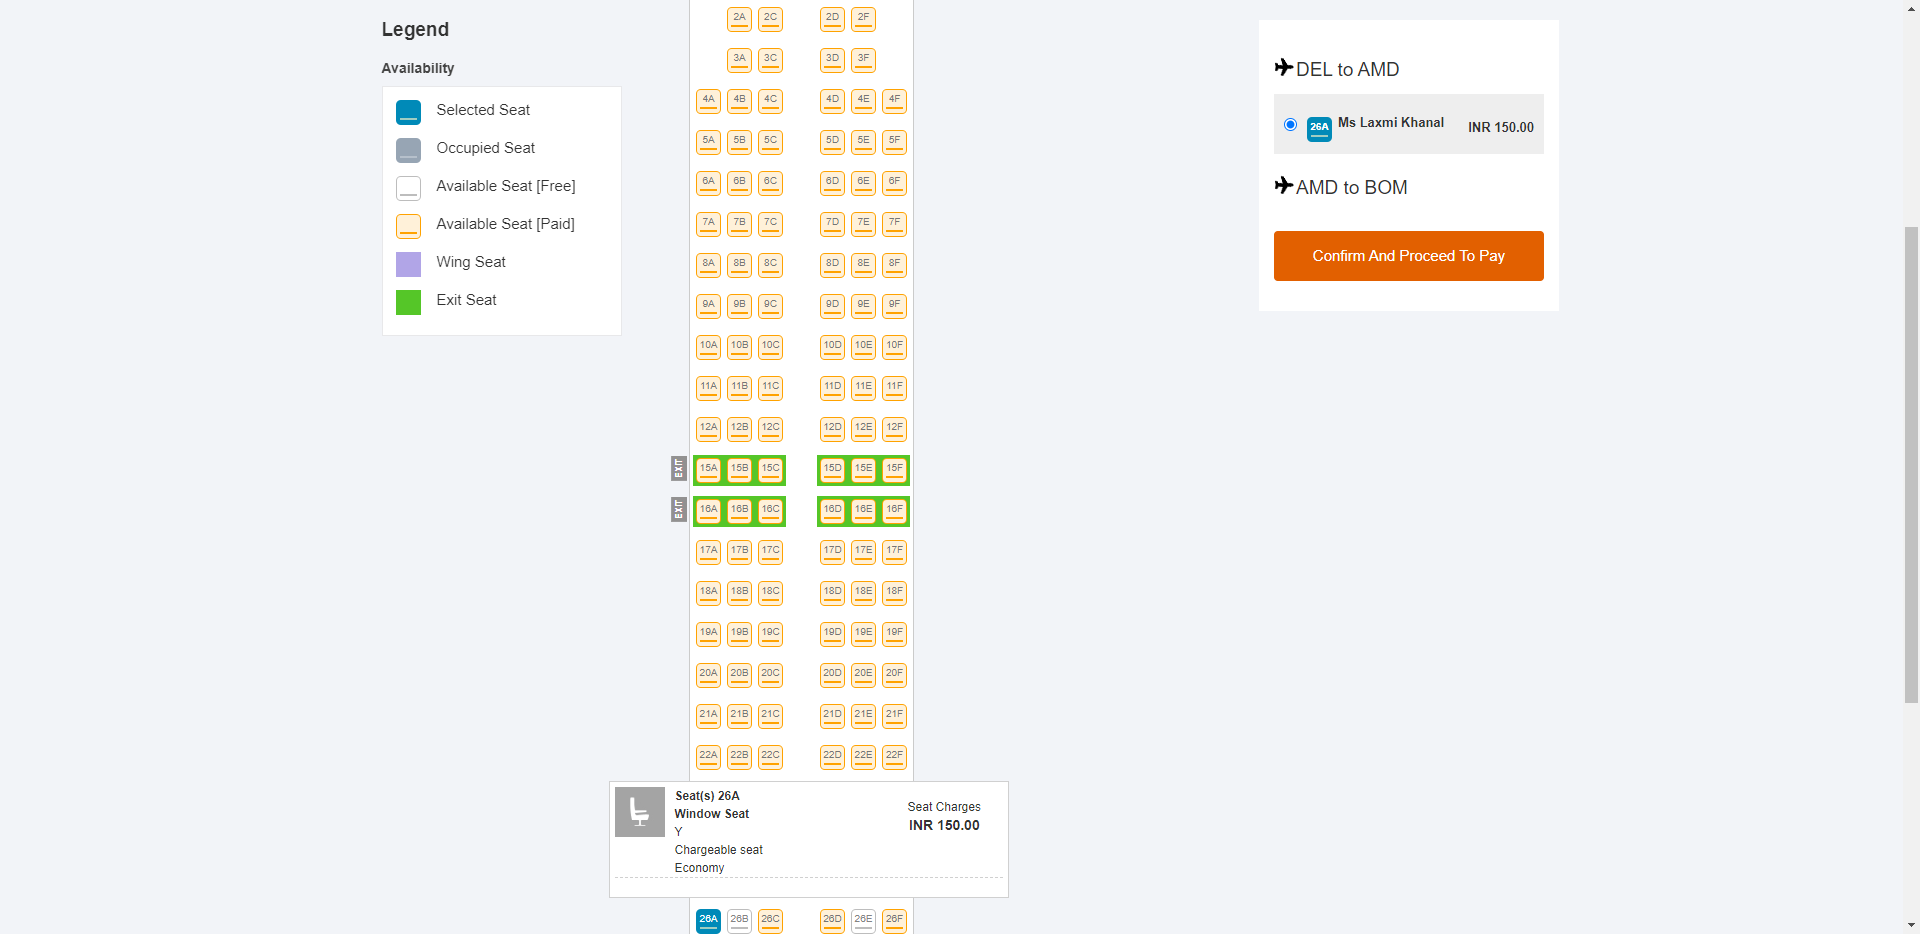 Legend
Availability
Selected Seat
Occupied Seat
Available Seat [Free]
Available Seat [Paid]
Wing Seat
Exit Seat
2A 2C 2D 2F
3A 3C 3D 3F
4A 4B 4C 4D 4E 4F
5A 5B 5C 5D 5E 5F
6A 6B 6C 6D 6E 6F
7A 7B 7C 7D 7E 7F
8A 8B 8C 8D 8E 8F
9A 9B 9C 9D 9E 9F
10A 10B 10C 10D 10E 10F
11A 11B 11C 11D 11E 11F
12A 12B 12C 12D 12E 12F
EXIT 15A 15B 15C 15D 15E 15F
EXIT 16A 16B 16C 16D 16E 16F
17A 17B 17C 17D 17E 17F
18A 18B 18C 18D 18E 18F
19A 19B 19C 19D 19E 19F
20A 20B 20C 20D 20E 20F
21A 21B 21C 21D 21E 21F
22A 22B 22C 22D 22E 22F
Seat(s) 26A
Window Seat
Y
Chargeable seat
Economy
Seat Charges
INR 150.00
26A 26B 26C 26D 26E 26F
DEL to AMD
26A Ms Laxmi Khanal INR 150.00
AMD to BOM
Confirm And Proceed To Pay